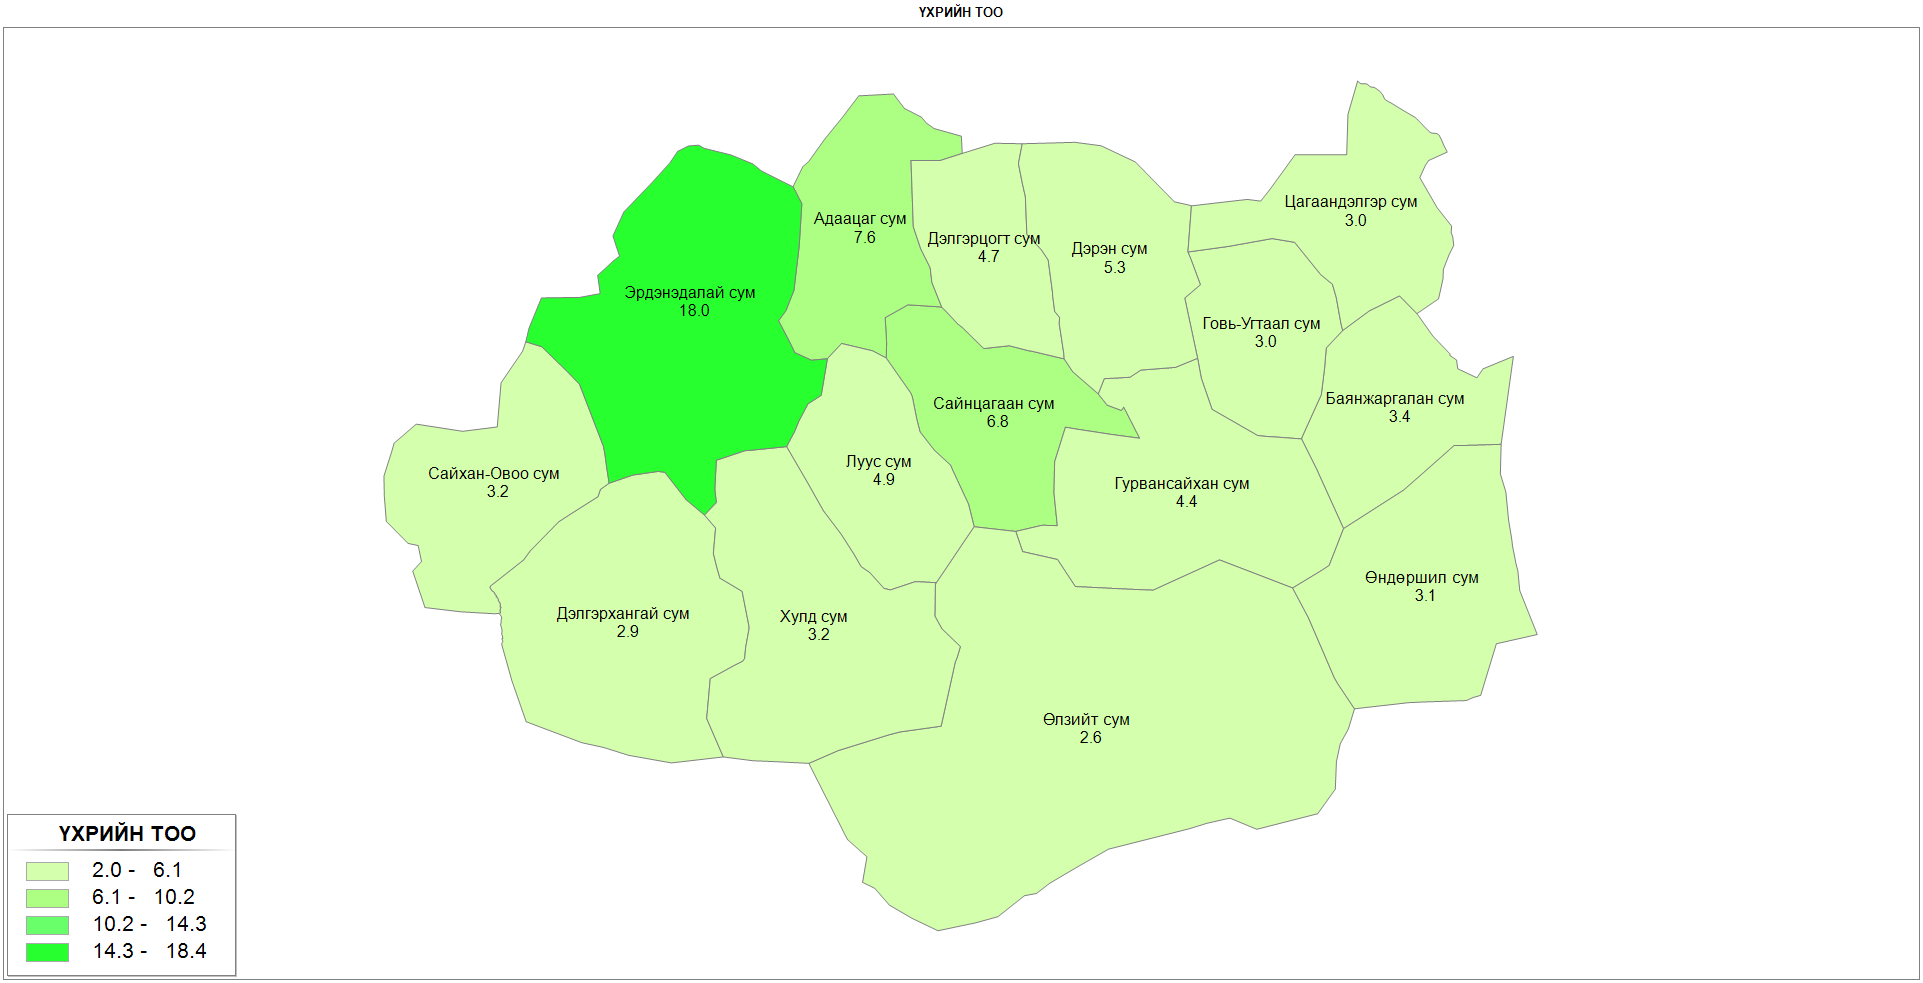 ҮХРИЙН ТОО
Цагаандэлгэр сум
3.0
Адаацаг сум
7.6
Дэлгэрцогт сум
4.7
Дэрэн сум
5.3
Эрдэнэдалай сум
18.0
Говь-Угтаал сум
3.0
Баянжаргалан сум
3.4
Сайнцагаан сум
6.8
Луус сум
4.9
Сайхан-Овоо сум
3.2
Гурвансайхан сум
4.4
Өндөршил сум
3.1
Дэлгэрхангай сум
2.9
Хулд сум
3.2
Өлзийт сум
2.6
ҮХРИЙН ТОО
2.0 - 6.1
6.1 - 10.2
10.2 - 14.3
14.3 - 18.4